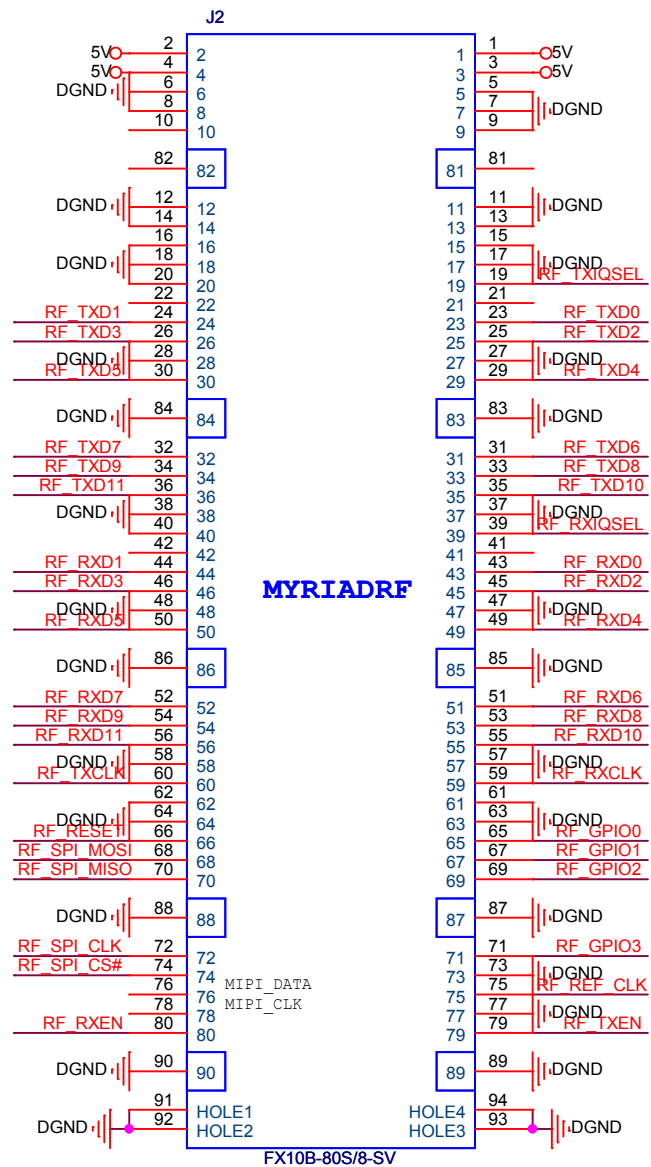 J2
5V 2 2 1 1 5V
5V 4 4 3 3 5V
DGND 6 6 5 5
8 8 7 7 DGND
10 10 9 9
82 82 81 81
DGND 12 12 11 11 DGND
14 14 13 13
16 16 15 15
DGND 18 18 17 17 DGND
20 20 19 19 RF_TXIQSEL
22 22 21 21
RF_TXD1 24 24 23 23 RF_TXD0
RF_TXD3 26 26 25 25 RF_TXD2
DGND 28 28 27 27 DGND
RF_TXD5 30 30 29 29 RF_TXD4
DGND 84 84 83 83 DGND
RF_TXD7 32 32 31 31 RF_TXD6
RF_TXD9 34 34 33 33 RF_TXD8
RF_TXD11 36 36 35 35 RF_TXD10
DGND 38 38 37 37 DGND
40 40 39 39 RF_RXIQSEL
42 42 41 41
RF_RXD1 44 44 43 43 RF_RXD0
RF_RXD3 46 46 45 45 RF_RXD2
MYRIADRF
DGND 48 48 47 47 DGND
RF_RXD5 50 50 49 49 RF_RXD4
DGND 86 86 85 85 DGND
RF_RXD7 52 52 51 51 RF_RXD6
RF_RXD9 54 54 53 53 RF_RXD8
RF_RXD11 56 56 55 55 RF_RXD10
DGND 58 58 57 57 DGND
RF_TXCLK 60 60 59 59 RF_RXCLK
62 62 61 61
DGND 64 64 63 63 DGND
RF_RESET 66 66 65 65 RF_GPIO0
RF_SPI_MOSI 68 68 67 67 RF_GPIO1
RF_SPI_MISO 70 70 69 69 RF_GPIO2
DGND 88 88 87 87 DGND
RF_SPI_CLK 72 72 71 71 RF_GPIO3
RF_SPI_CS# 74 74 73 73 DGND
76 76 MIPI_DATA 75 75 RF_REF_CLK
78 78 MIPI_CLK 77 77 DGND
RF_RXEN 80 80 79 79 RF_TXEN
DGND 90 90 89 89 DGND
91 HOLE1 HOLE4 94
DGND 92 HOLE2 HOLE3 93 DGND
FX10B-80S/8-SV